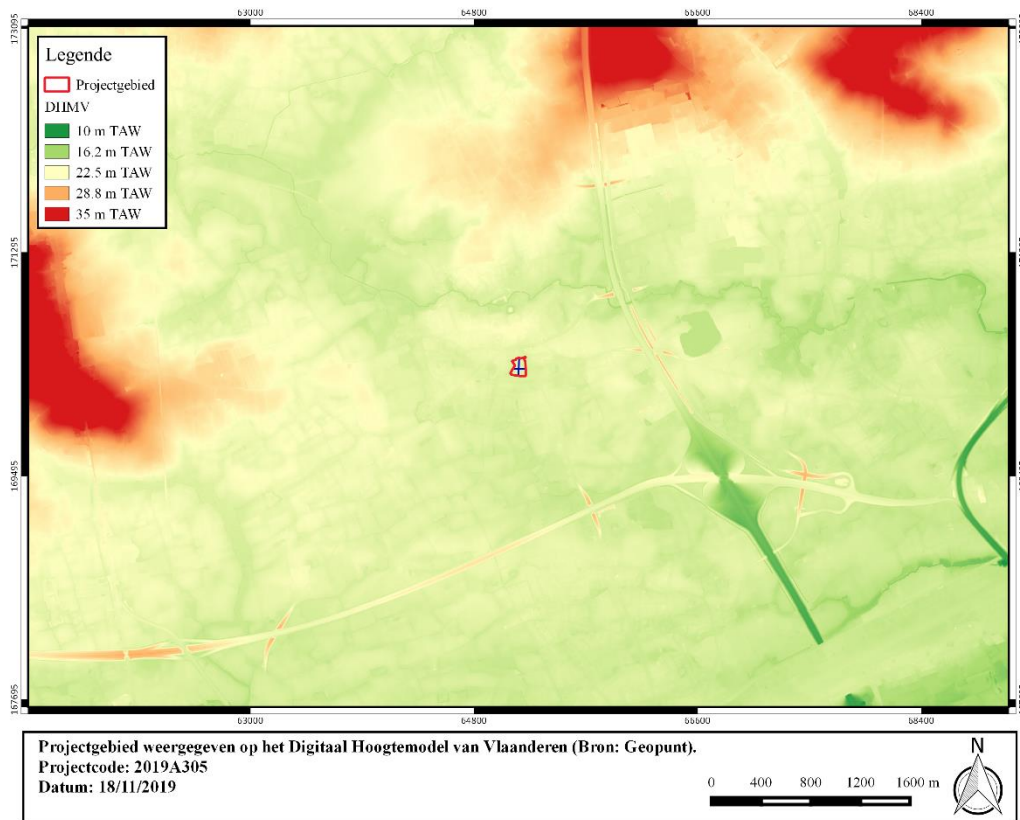 63000 64800 66600 68400
173095
Legende
Projectgebied
DHMV
10 m TAW
16.2 m TAW
22.5 m TAW
28.8 m TAW
35 m TAW
171295
169495
167695
63000 64800 66600 68400
Projectgebied weergegeven op het Digitaal Hoogtemodel van Vlaanderen (Bron: Geopunt).
Projectcode: 2019A305
Datum: 18/11/2019
N
0 400 800 1200 1600 m